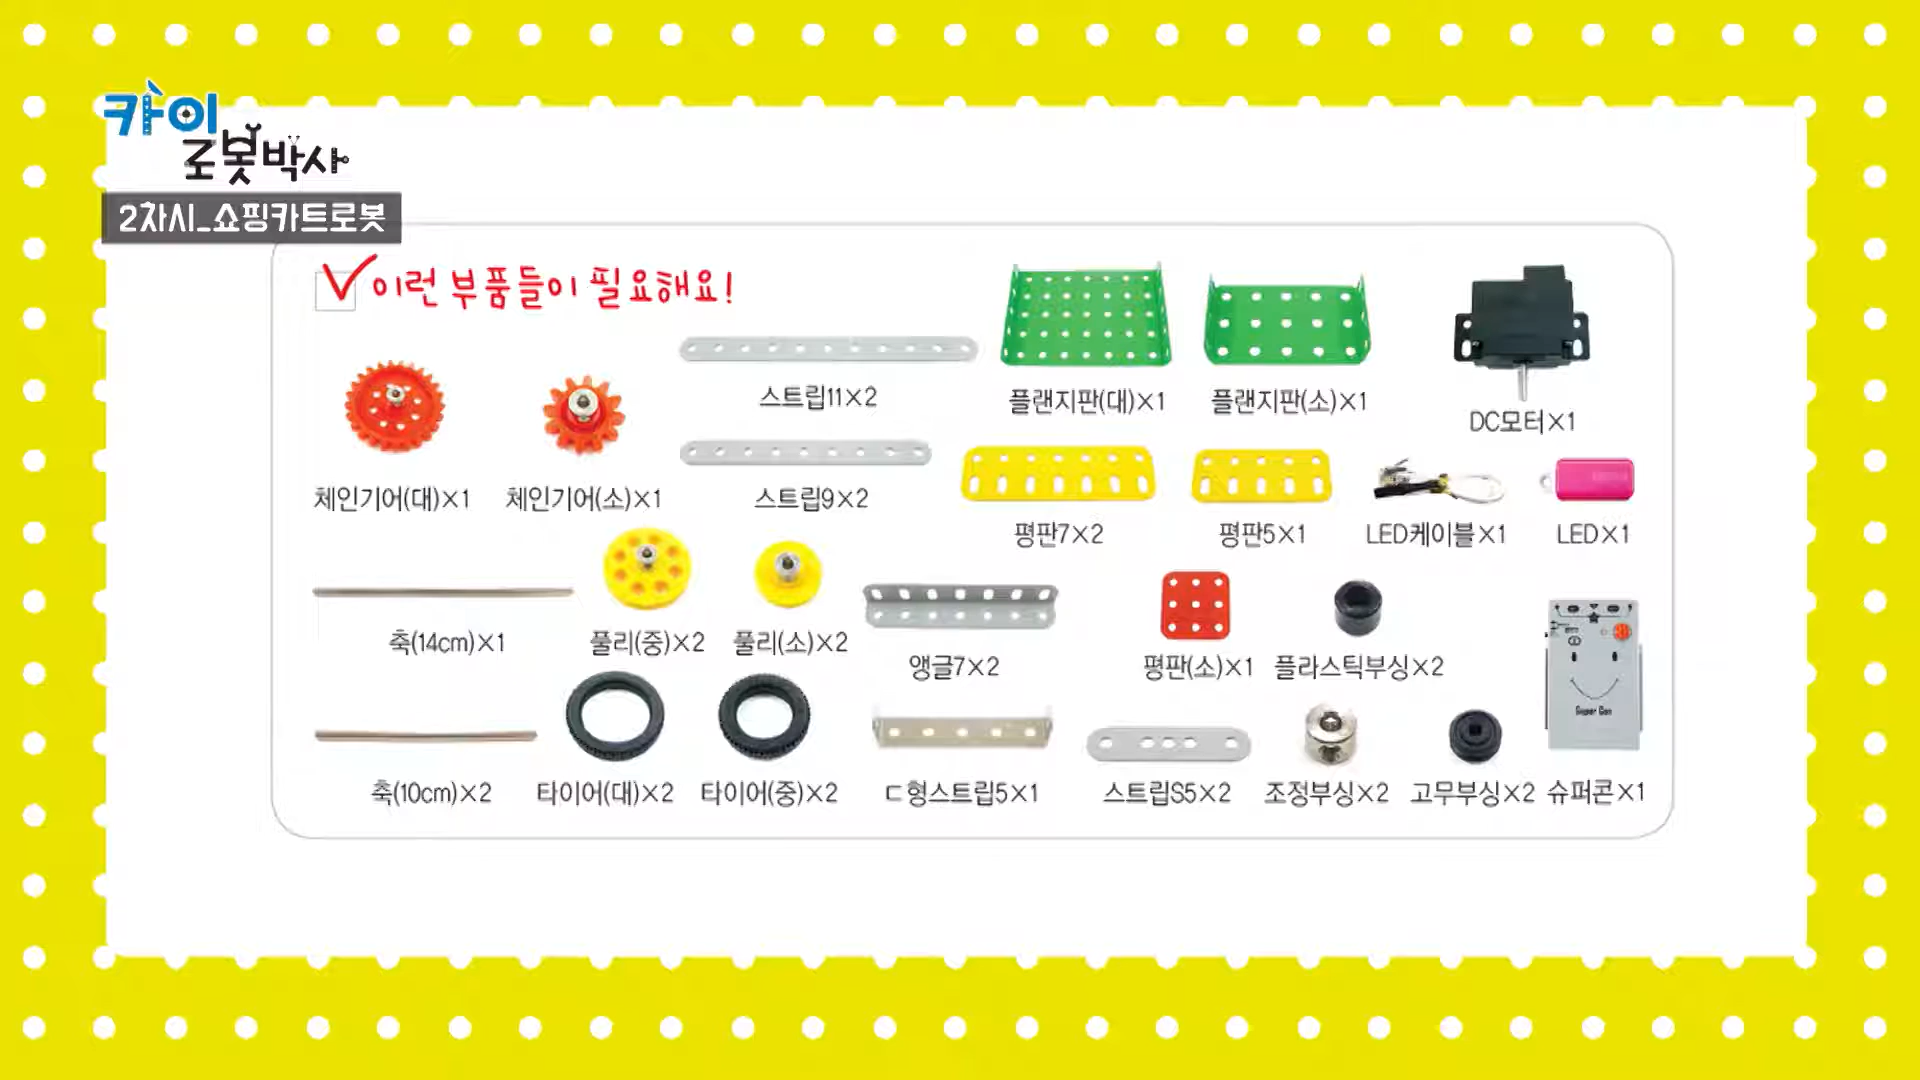 카이
로봇박사
2차시_쇼핑카트로봇
이런 부품들이 필요해요!
스트립11×2
플랜지판(대)×1
플랜지판(소)×1
DC모터×1
체인기어(대)×1
체인기어(소)×1
스트립9×2
평판7×2
평판5×1
LED케이블×1
LED×1
축(14cm)×1
풀리(중)×2
풀리(소)×2
앵글7×2
평판(소)×1
플라스틱부싱×2
축(10cm)×2
타이어(대)×2
타이어(중)×2
ㄷ형스트립5×1
스트립S5×2
조정부싱×2
고무부싱×2
슈퍼콘×1